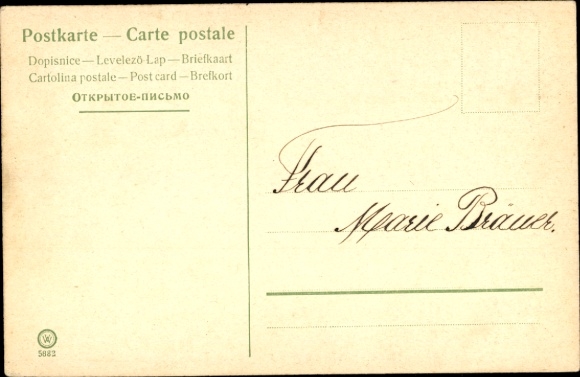 Postkarte — Carte postale
Dopisnice — Levelező Lap — Briefkaart
Cartolina postale — Post card — Brefkort
Открытое-письмо
Frau
Marie Bräuer.
W
5882